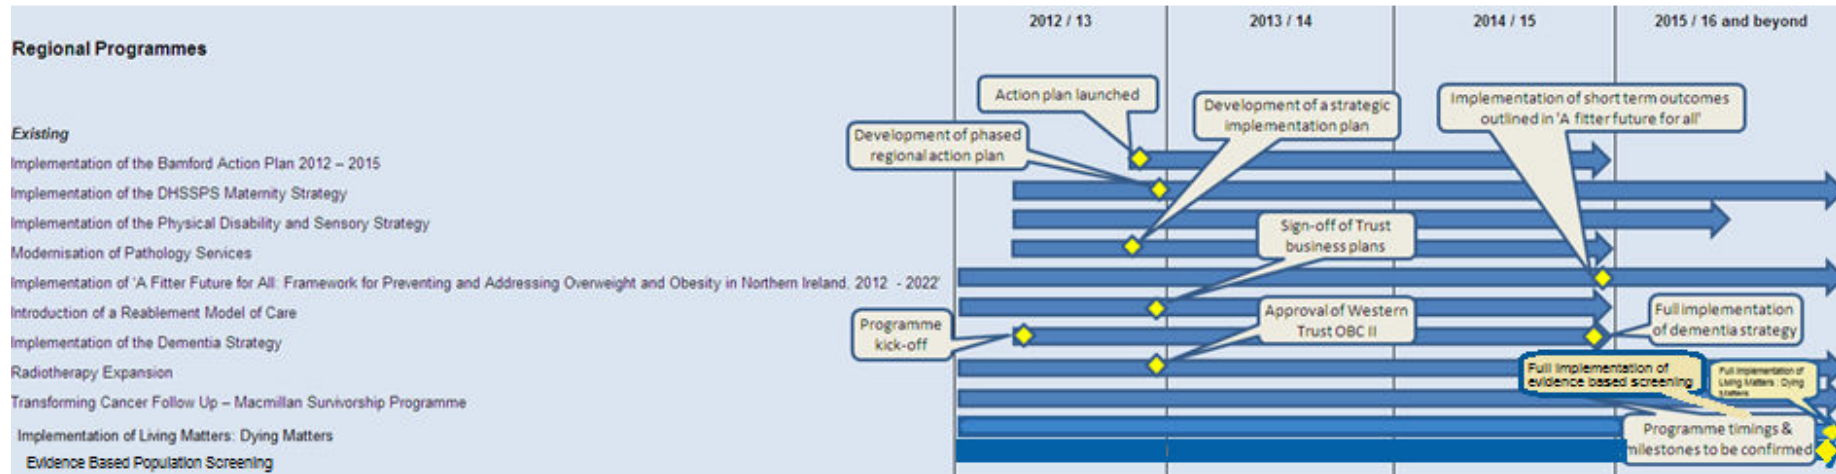 2012 / 13
2013 / 14
2014 / 15
2015 / 16 and beyond
Regional Programmes
Action plan launched
Development of a strategic
implementation plan
Implementation of short term outcomes
outlined in 'A fitter future for all'
Development of phased
regional action plan
Existing
Implementation of the Bamford Action Plan 2012 – 2015
Implementation of the DHSSPS Maternity Strategy
Implementation of the Physical Disability and Sensory Strategy
Sign-off of Trust
business plans
Modernisation of Pathology Services
Implementation of 'A Fitter Future for All: Framework for Preventing and Addressing Overweight and Obesity in Northern Ireland, 2012 - 2022'
Introduction of a Reablement Model of Care
Programme
kick-off
Approval of Western
Trust OBC II
Full implementation
of dementia strategy
Implementation of the Dementia Strategy
Radiotherapy Expansion
Full Implementation of
evidence based screening
Full Implementation of
Living Matters : Dying
Matters
Transforming Cancer Follow Up – Macmillan Survivorship Programme
Implementation of Living Matters: Dying Matters
Programme timings &
milestones to be confirmed
Evidence Based Population Screening